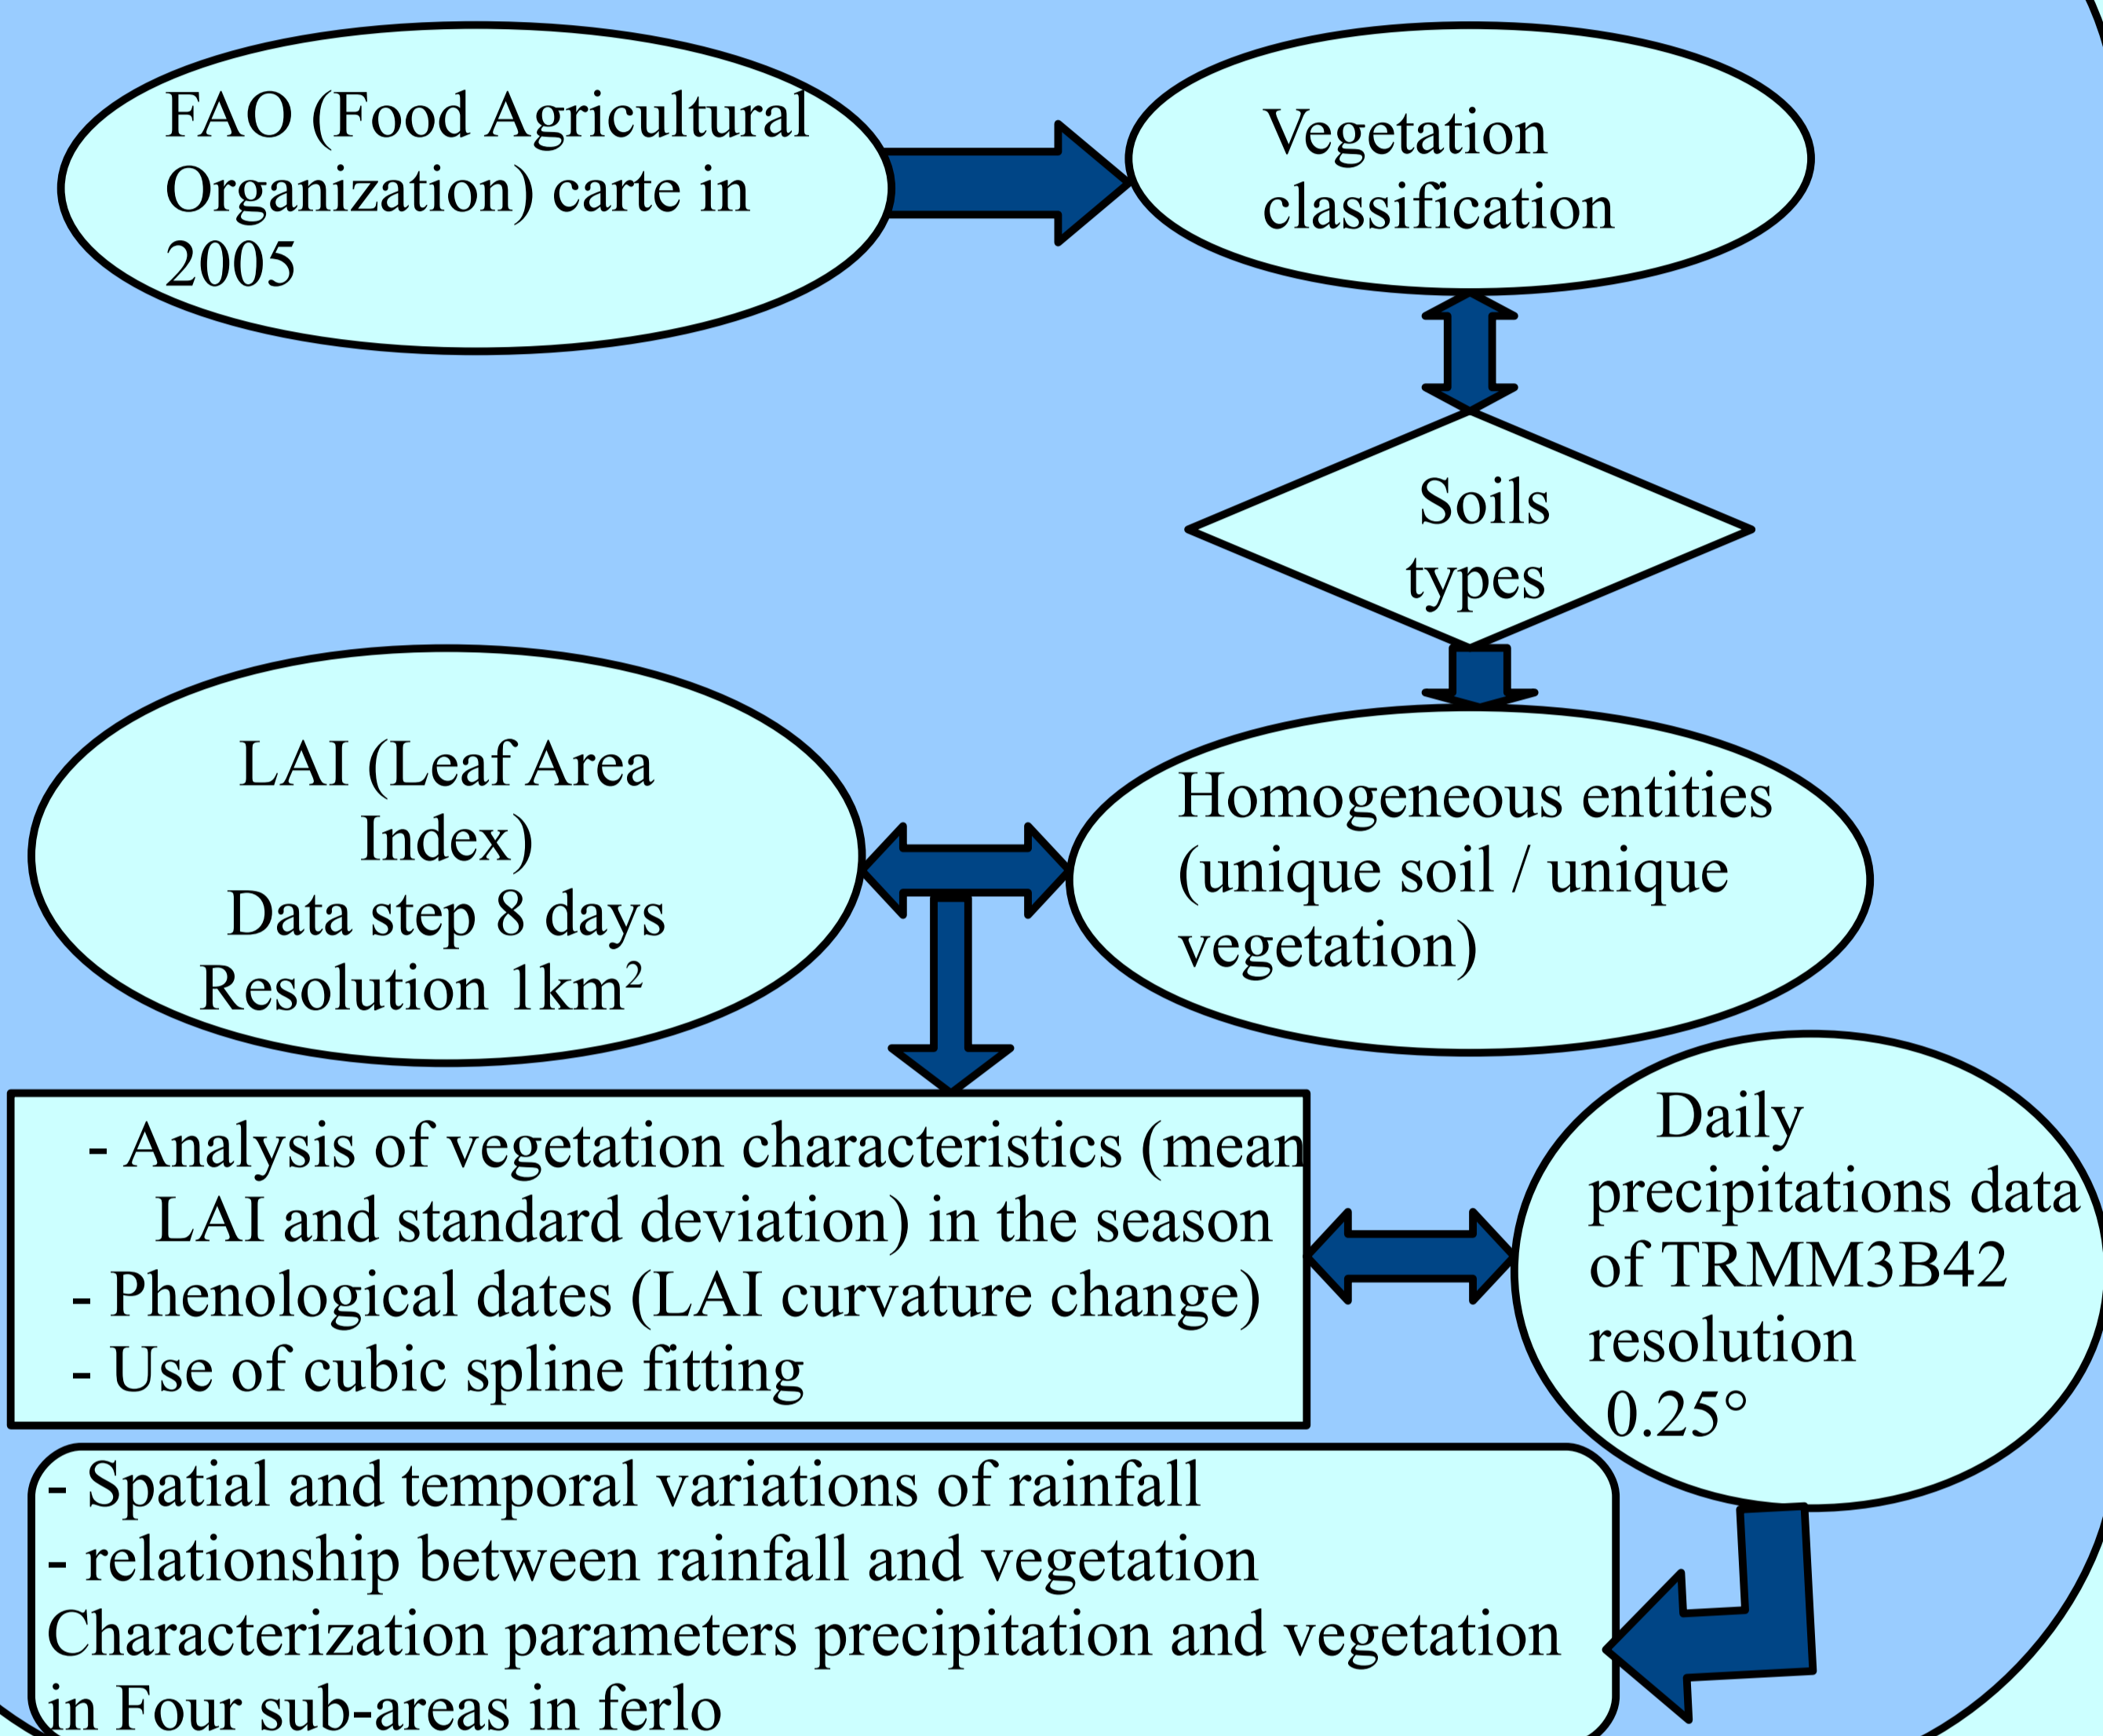 FAO (Food Agricultural
Organization) care in
2005
Vegetation
classification
Soils
types
LAI (Leaf Area
Index)
Data step 8 days
Resolution 1km²
Homogeneous entities
(unique soil / unique
vegetation)
- Analysis of vegetation characteristics (mean
LAI and standard deviation) in the season
- Phenological dates (LAI curvature change)
- Use of cubic spline fitting
Daily
precipitations data
of TRMM3B42
resolution
0.25°
- Spatial and temporal variations of rainfall
- relationship between rainfall and vegetation
Characterization parameters precipitation and vegetation
in Four sub-areas in ferlo